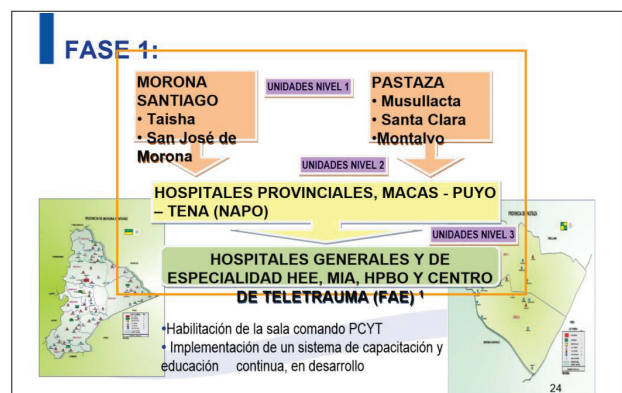 FASE 1:
MORONA
SANTIAGO
• Taisha
• San José de
Morona
UNIDADES NIVEL 1
PASTAZA
• Musullacta
• Santa Clara
•Montalvo
UNIDADES NIVEL 2
HOSPITALES PROVINCIALES, MACAS - PUYO
– TENA (NAPO)
UNIDADES NIVEL 3
HOSPITALES GENERALES Y DE
ESPECIALIDAD HEE, MIA, HPBO Y CENTRO
DE TELETRAUMA (FAE) ¹
•Habilitación de la sala comando PCYT
• Implementación de un sistema de capacitación y
educación continua, en desarrollo
24